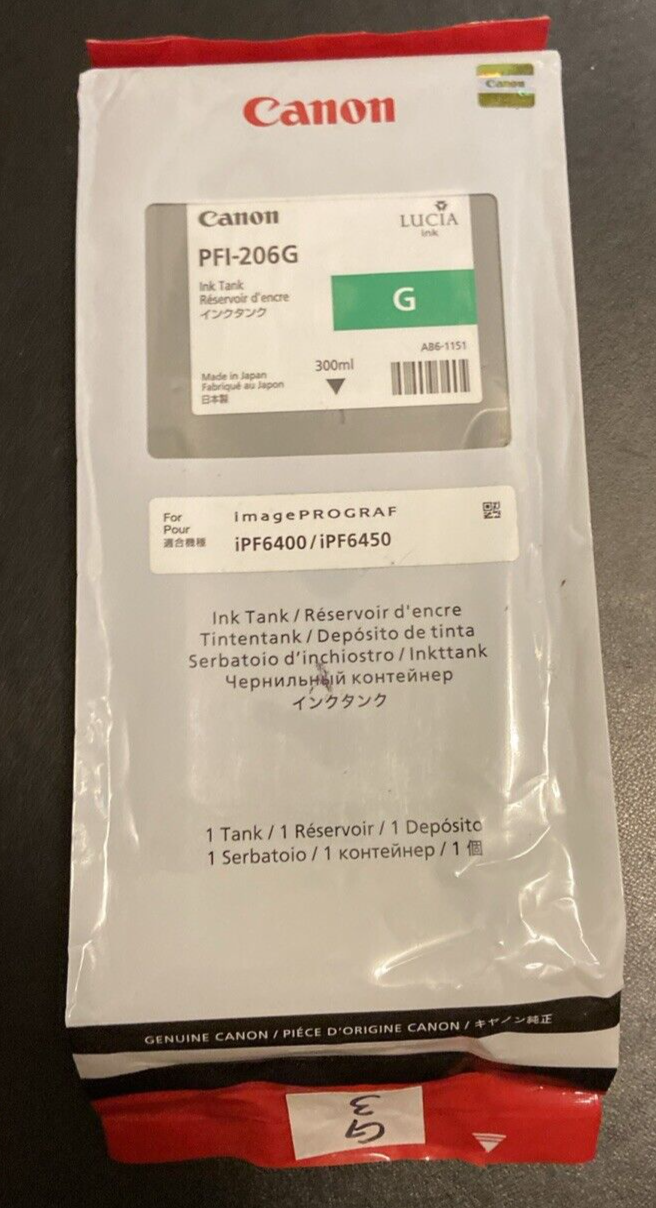 Canon
Canon
Canon
LUCIA
ink
PFI-206G
Ink Tank
Réservoir d'encre
インクタンク
G
AB6-1151
300ml
Made in Japan
Fabriqué au Japon
日本製
For
Pour
適合機種
imagePROGRAF
iPF6400/iPF6450
Ink Tank / Réservoir d'encre
Tintentank / Depósito de tinta
Serbatoio d'inchiostro / Inkttank
Чернильный контейнер
インクタンク
1 Tank / 1 Réservoir / 1 Depósito
1 Serbatoio / 1 контейнер / 1 個
GENUINE CANON / PIÈCE D'ORIGINE CANON / キヤノン純正
G
3